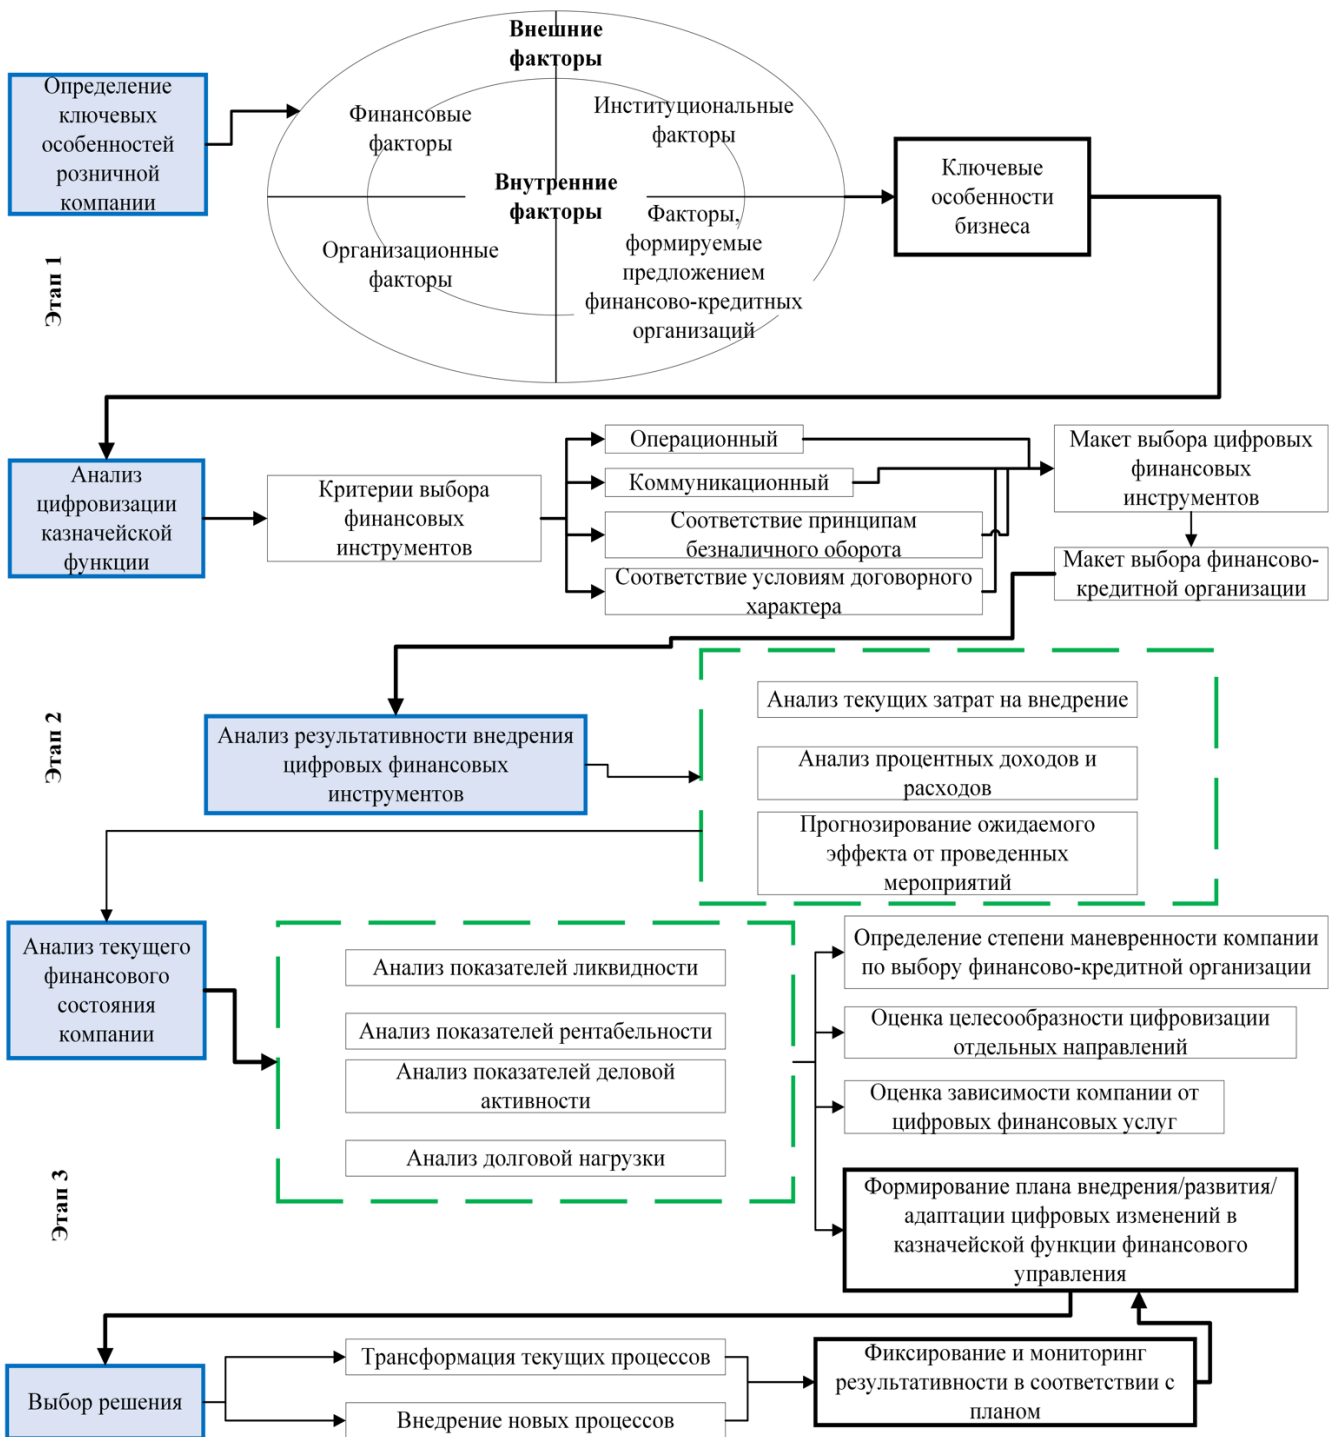 Внешние
факторы
Определение
ключевых
особенностей
розничной
компании
Финансовые
факторы
Институциональные
факторы
Внутренние
факторы
Организационные
факторы
Факторы,
формируемые
предложением
финансово-кредитных
организаций
Ключевые
особенности
бизнеса
Этап 1
Анализ
цифровизации
казначейской
функции
Критерии выбора
финансовых
инструментов
Операционный
Коммуникационный
Соответствие принципам
безналичного оборота
Соответствие условиям договорного
характера
Макет выбора цифровых
финансовых
инструментов
Макет выбора финансово-
кредитной организации
Этап 2
Анализ результативности внедрения
цифровых финансовых
инструментов
Анализ текущих затрат на внедрение
Анализ процентных доходов и
расходов
Прогнозирование ожидаемого
эффекта от проведенных
мероприятий
Анализ текущего
финансового
состояния
компании
Анализ показателей ликвидности
Анализ показателей рентабельности
Анализ показателей деловой
активности
Анализ долговой нагрузки
Определение степени маневренности компании
по выбору финансово-кредитной организации
Оценка целесообразности цифровизации
отдельных направлений
Оценка зависимости компании от
цифровых финансовых услуг
Формирование плана внедрения/развития/
адаптации цифровых изменений в
казначейской функции финансового
управления
Этап 3
Выбор решения
Трансформация текущих процессов
Внедрение новых процессов
Фиксирование и мониторинг
результативности в соответствии с
планом